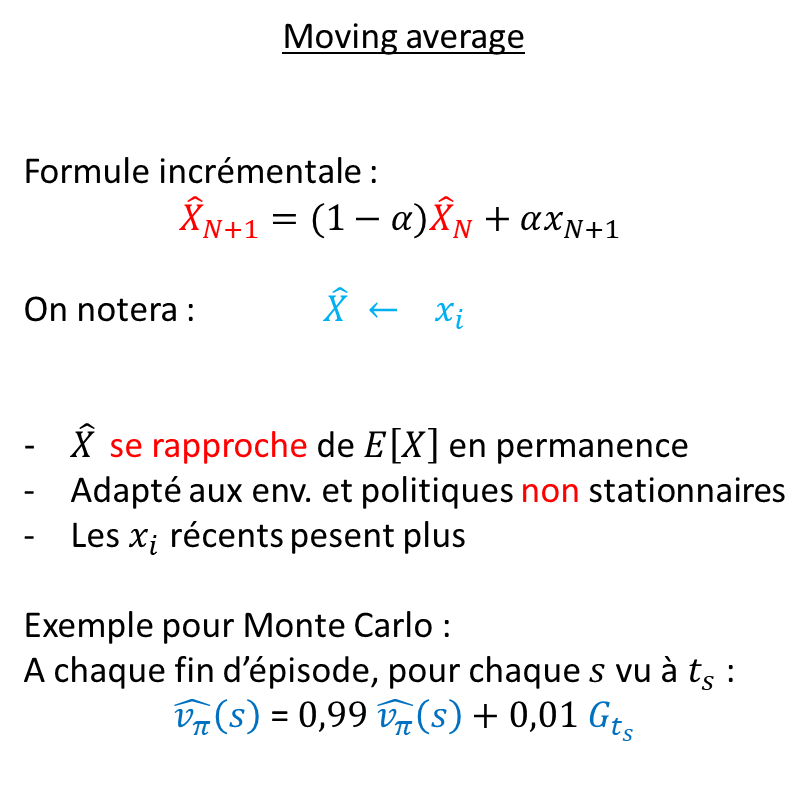 Moving average
Formule incrémentale :
X̂_{N+1} = (1 − α)X̂_N + αx_{N+1}
On notera : X̂ ← x_i
- X̂ se rapproche de E[X] en permanence
- Adapté aux env. et politiques non stationnaires
- Les x_i récents pesent plus
Exemple pour Monte Carlo :
A chaque fin d’épisode, pour chaque s vu à t_s :
v̂_π(s) = 0,99 v̂_π(s) + 0,01 G_{t_s}